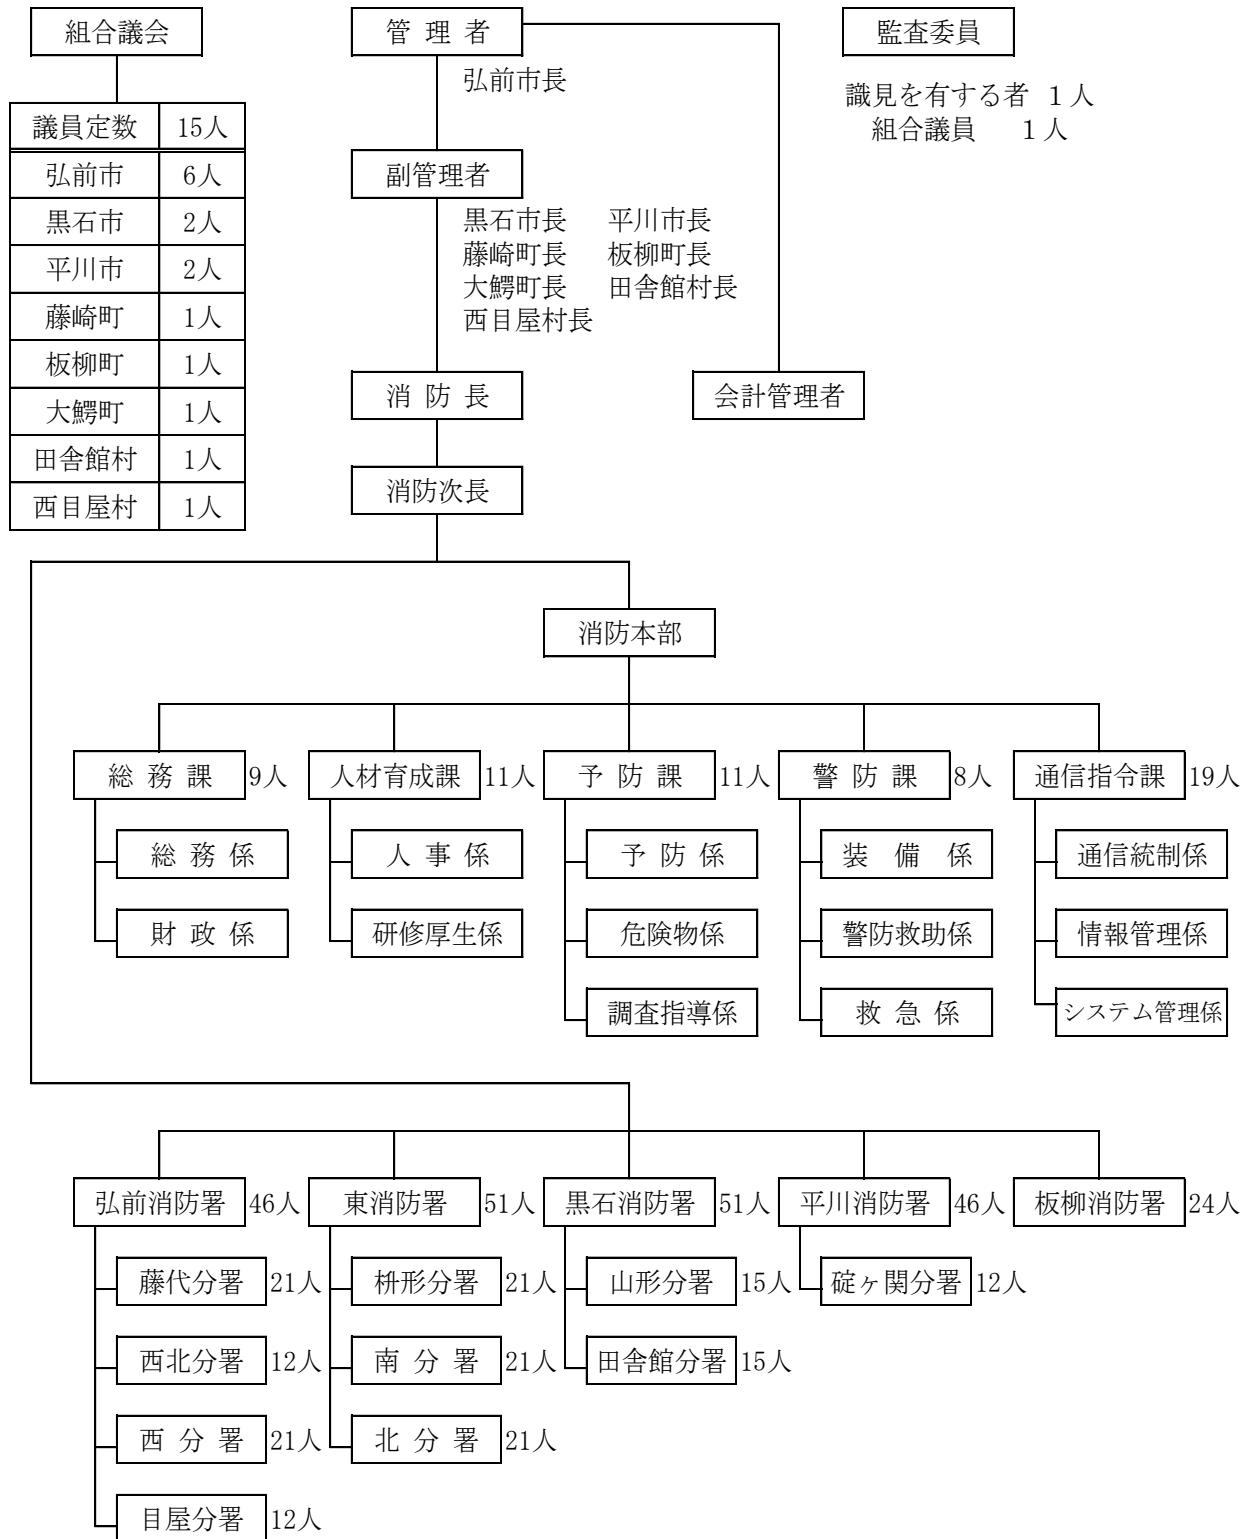 組合議会
管 理 者
監査委員
弘前市長
識見を有する者 1人
組合議員 1人
議員定数 15人
弘前市 6人
黒石市 2人
平川市 2人
藤崎町 1人
板柳町 1人
大鰐町 1人
田舎館村 1人
西目屋村 1人
副管理者
黒石市長 平川市長
藤崎町長 板柳町長
大鰐町長 田舎館村長
西目屋村長
消 防 長
会計管理者
消防次長
消防本部
総 務 課 9人
人材育成課 11人
予 防 課 11人
警 防 課 8人
通信指令課 19人
総 務 係
人 事 係
予 防 係
装 備 係
通信統制係
財 政 係
研修厚生係
危険物係
警防救助係
情報管理係
調査指導係
救 急 係
システム管理係
弘前消防署 46人
東消防署 51人
黒石消防署 51人
平川消防署 46人
板柳消防署 24人
藤代分署 21人
枡形分署 21人
山形分署 15人
碇ヶ関分署 12人
西北分署 12人
南 分 署 21人
田舎館分署 15人
西 分 署 21人
北 分 署 21人
目屋分署 12人